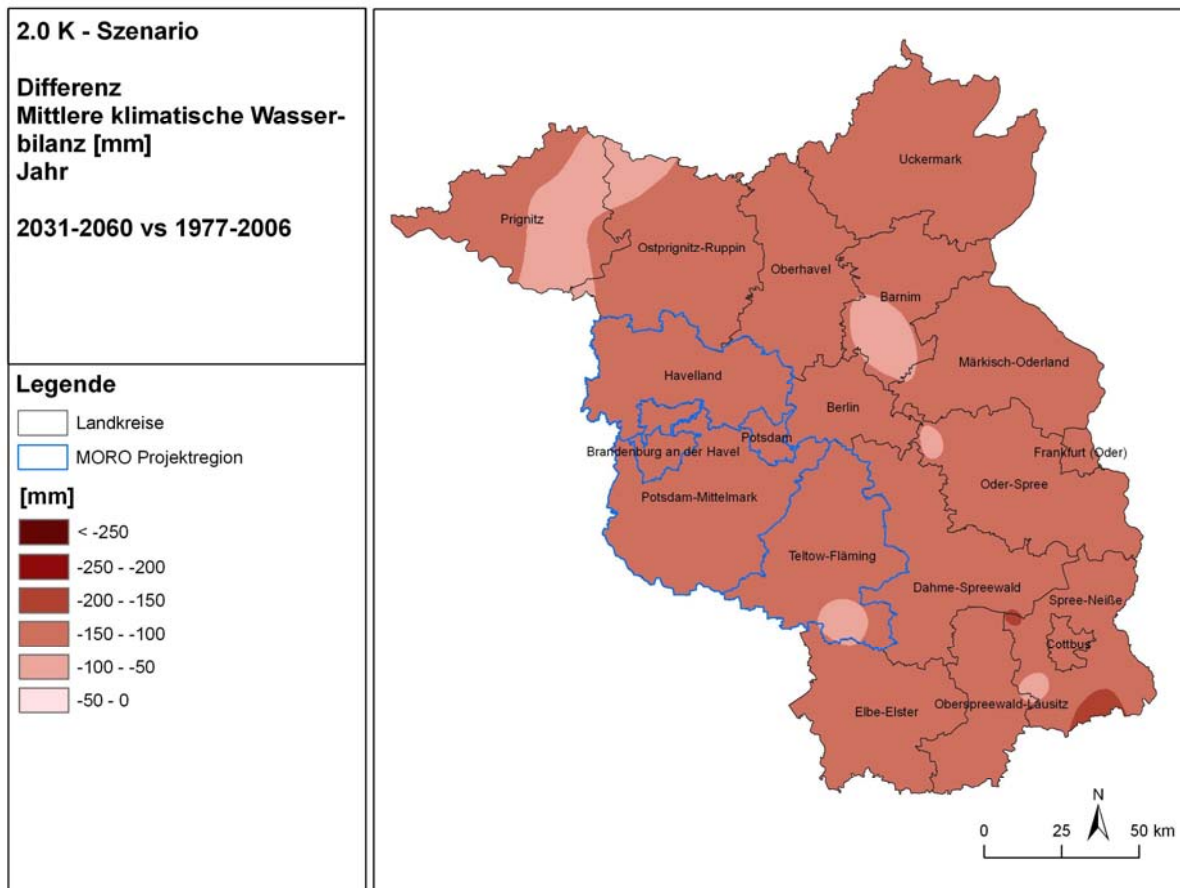 2.0 K - Szenario
Differenz
Mittlere klimatische Wasser-
bilanz [mm]
Jahr
2031-2060 vs 1977-2006
Legende
Landkreise
MORO Projektregion
[mm]
< -250
-250 - -200
-200 - -150
-150 - -100
-100 - -50
-50 - 0
Uckermark
Prignitz
Ostprignitz-Ruppin
Oberhavel
Barnim
Märkisch-Oderland
Havelland
Berlin
Potsdam
Brandenburg an der Havel
Frankfurt (Oder)
Oder-Spree
Potsdam-Mittelmark
Teltow-Fläming
Dahme-Spreewald
Spree-Neiße
Cottbus
Oberspreewald-Lausitz
Elbe-Elster
N
0 25 50 km